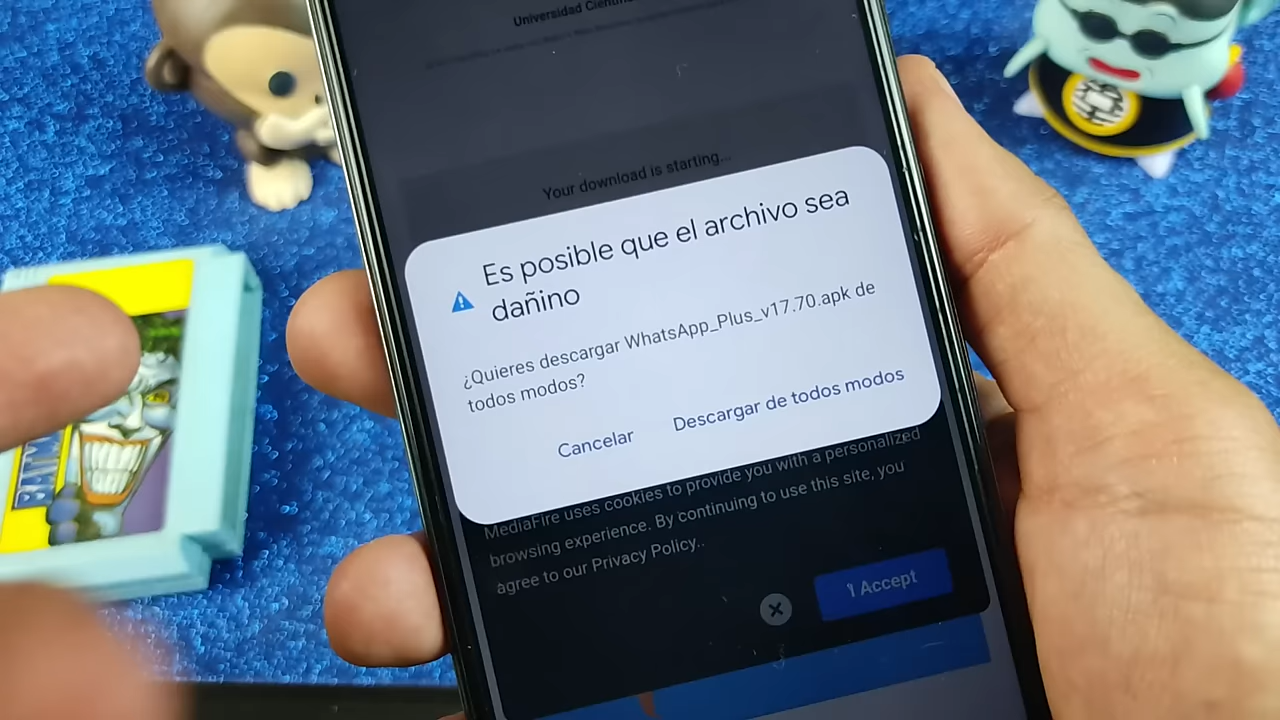 Universidad
Your download is starting...
Es posible que el archivo sea
dañino
¿Quieres descargar WhatsApp_Plus_v17.70.apk de
todos modos?
Cancelar
Descargar de todos modos
MediaFire uses cookies to provide you with a personalized
browsing experience. By continuing to use this site, you
agree to our Privacy Policy..
I Accept